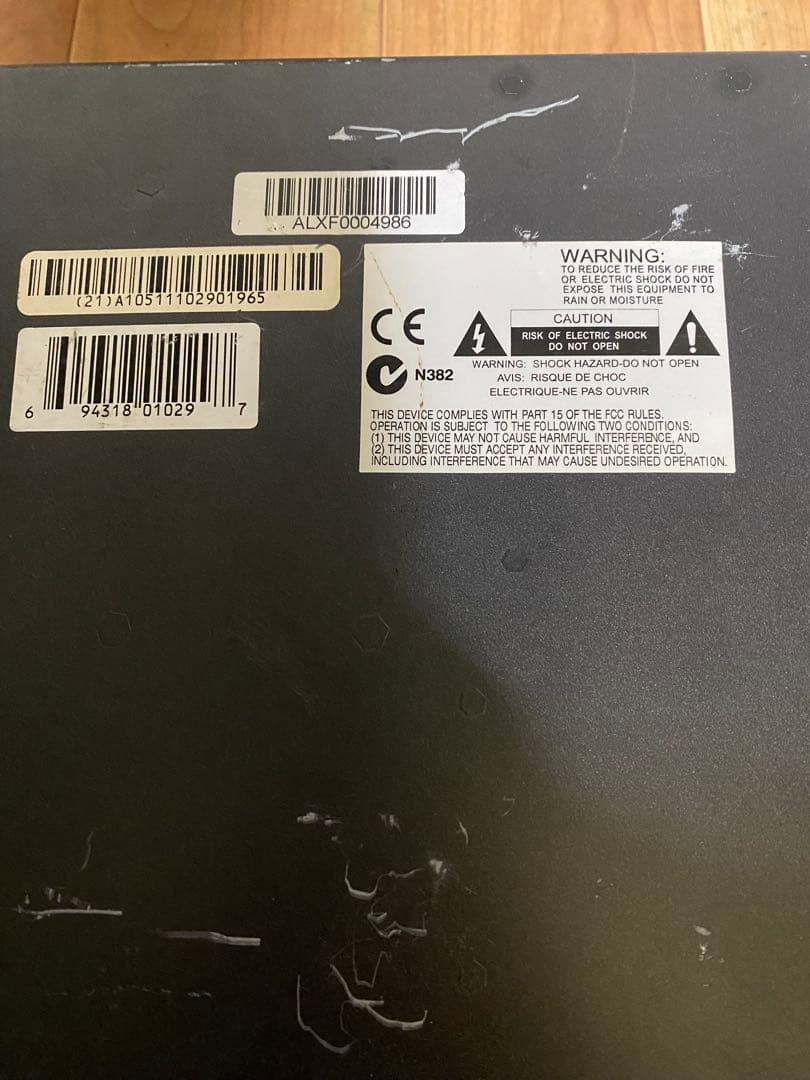 ALXF0004986
(21)A10511102901965
6 94318 01029 7
CE
N382
WARNING:
TO REDUCE THE RISK OF FIRE
OR ELECTRIC SHOCK DO NOT
EXPOSE THIS EQUIPMENT TO
RAIN OR MOISTURE
CAUTION
RISK OF ELECTRIC SHOCK
DO NOT OPEN
WARNING: SHOCK HAZARD-DO NOT OPEN
AVIS: RISQUE DE CHOC
ELECTRIQUE-NE PAS OUVRIR
THIS DEVICE COMPLIES WITH PART 15 OF THE FCC RULES.
OPERATION IS SUBJECT TO THE FOLLOWING TWO CONDITIONS:
(1) THIS DEVICE MAY NOT CAUSE HARMFUL INTERFERENCE, AND
(2) THIS DEVICE MUST ACCEPT ANY INTERFERENCE RECEIVED,
INCLUDING INTERFERENCE THAT MAY CAUSE UNDESIRED OPERATION.